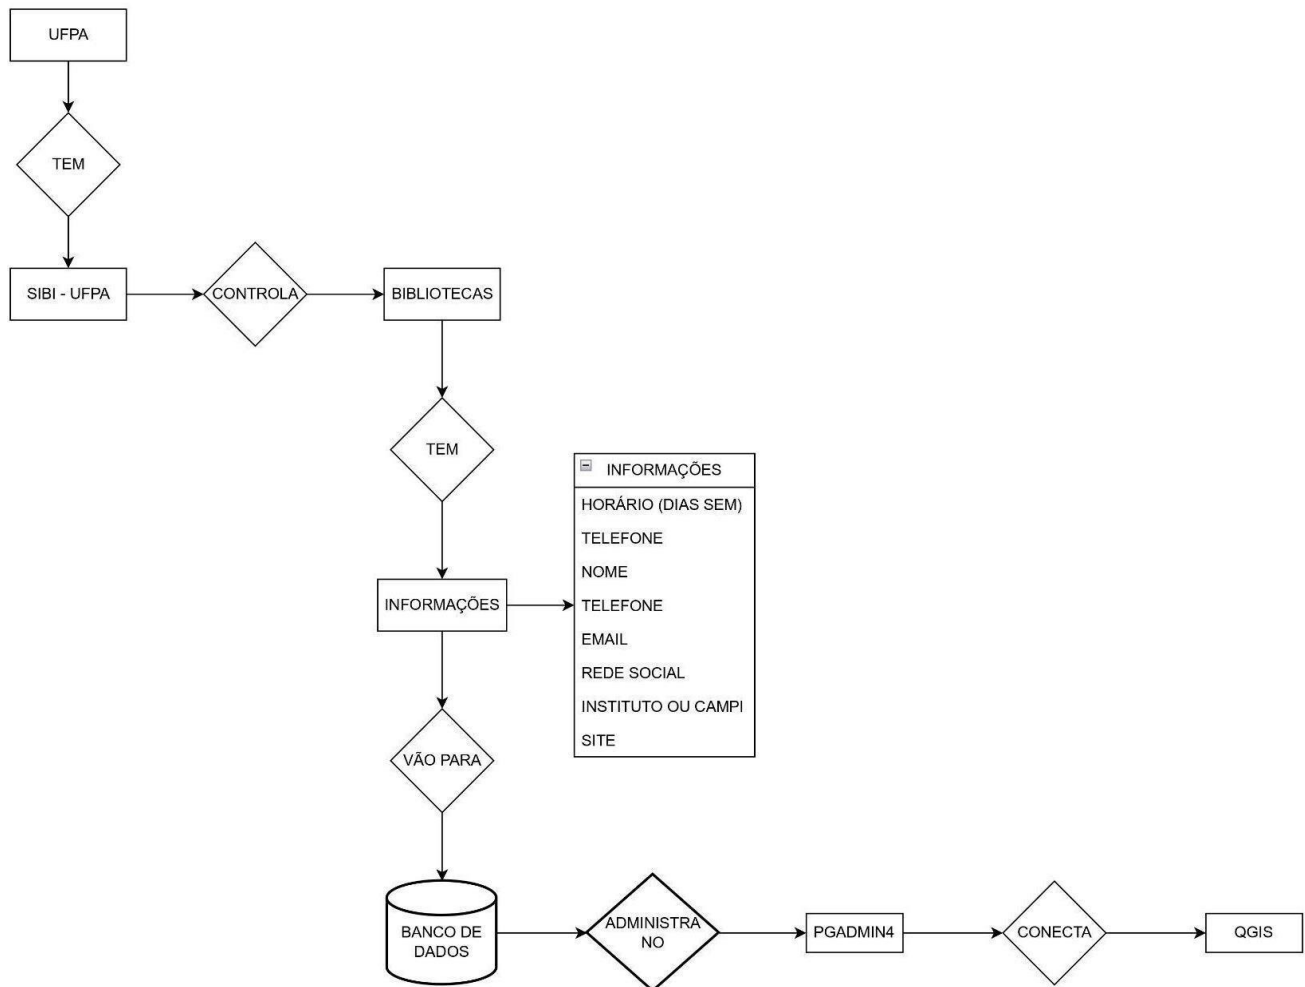 UFPA
TEM
SIBI - UFPA
CONTROLA
BIBLIOTECAS
TEM
INFORMAÇÕES
INFORMAÇÕES
HORÁRIO (DIAS SEM)
TELEFONE
NOME
TELEFONE
EMAIL
REDE SOCIAL
INSTITUTO OU CAMPI
SITE
VÃO PARA
BANCO DE
DADOS
ADMINISTRA
NO
PGADMIN4
CONECTA
QGIS